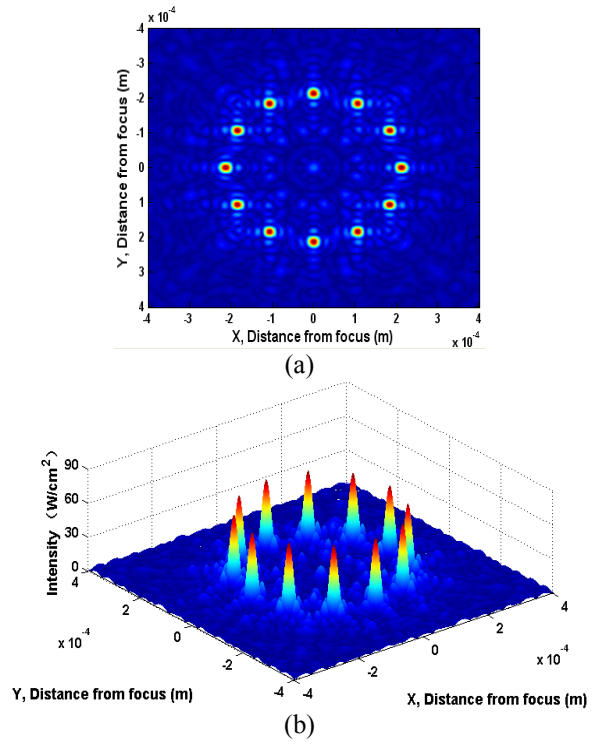 x 10⁻⁴
-4
-3
-2
-1
0
1
2
3
4
Y, Distance from focus (m)
-4 -3 -2 -1 0 1 2 3 4
X, Distance from focus (m)
x 10⁻⁴
(a)
90
60
30
0
Intensity (W/cm²)
4
2
0
-2
-4
x 10⁻⁴
Y, Distance from focus (m)
-4
-2
0
2
4
x 10⁻⁴
X, Distance from focus (m)
(b)